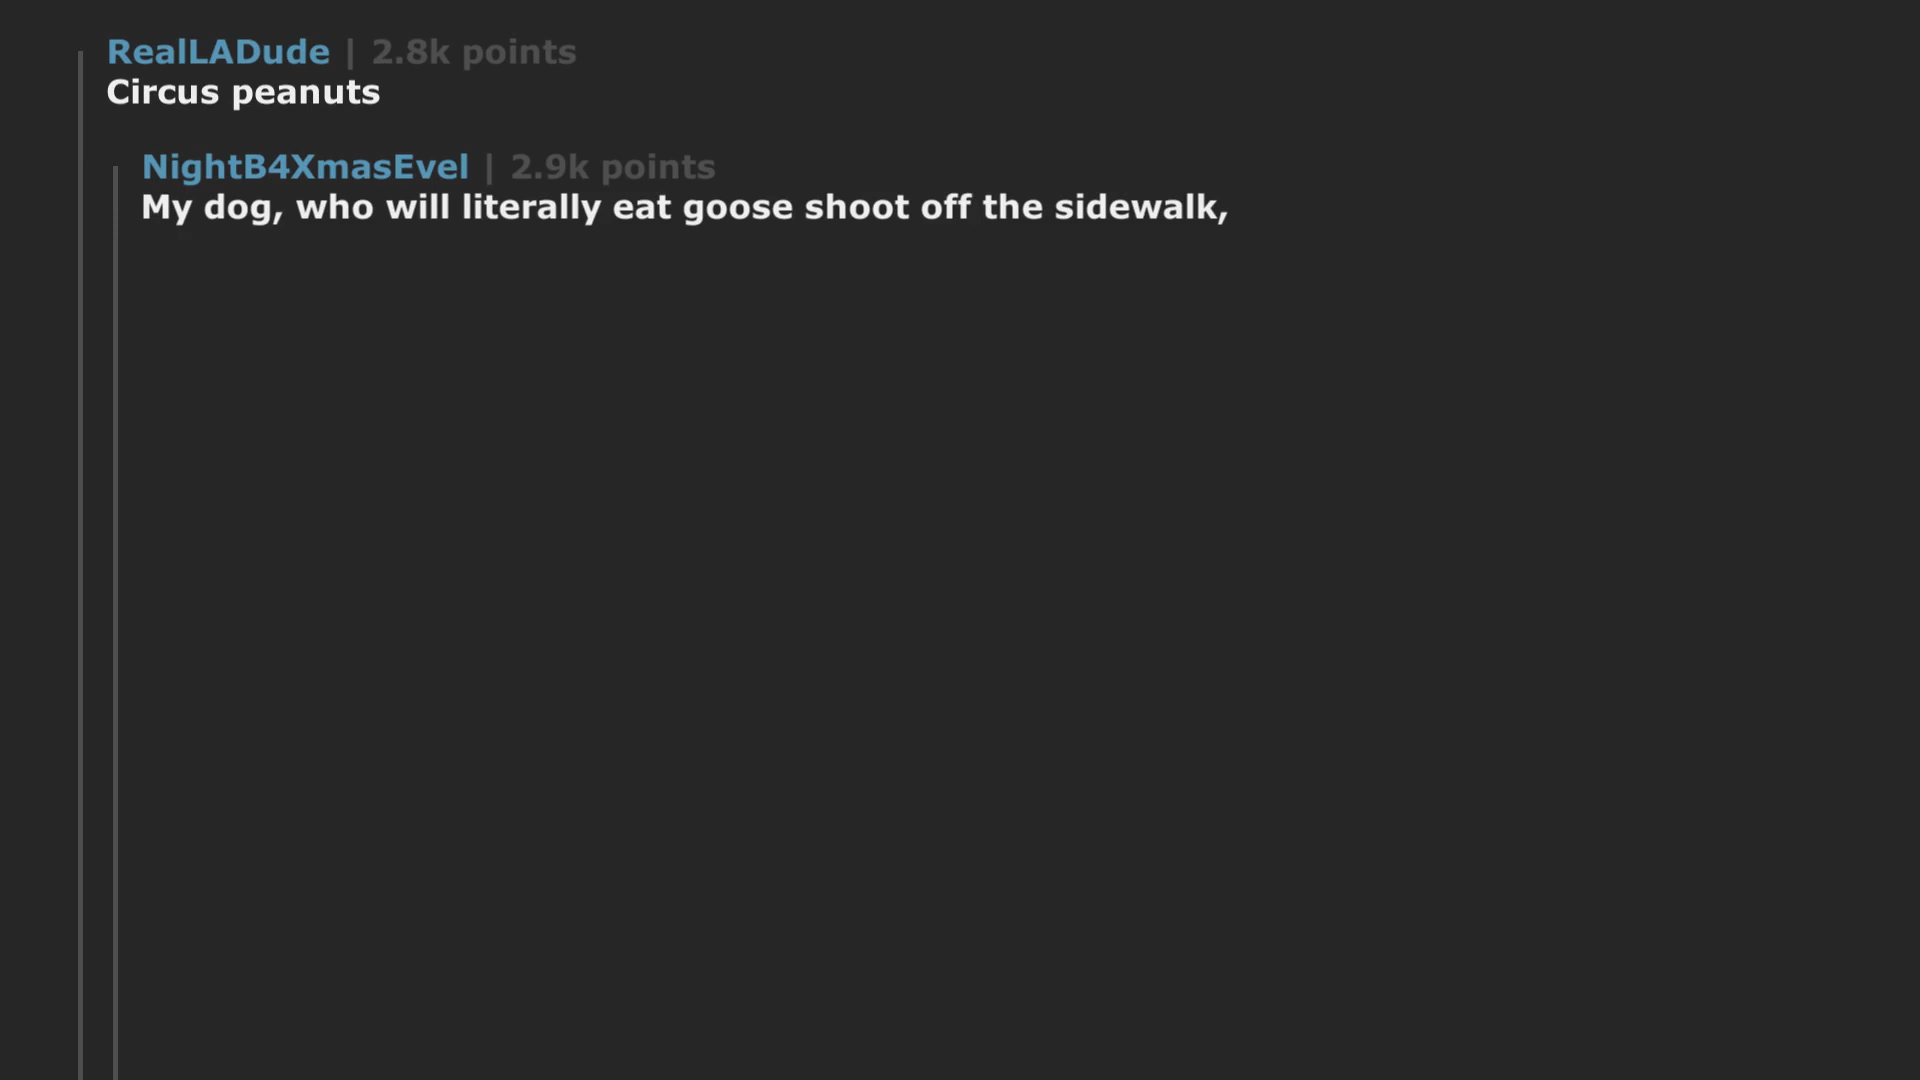 RealLADude | 2.8k points
Circus peanuts
NightB4XmasEvel | 2.9k points
My dog, who will literally eat goose shoot off the sidewalk,